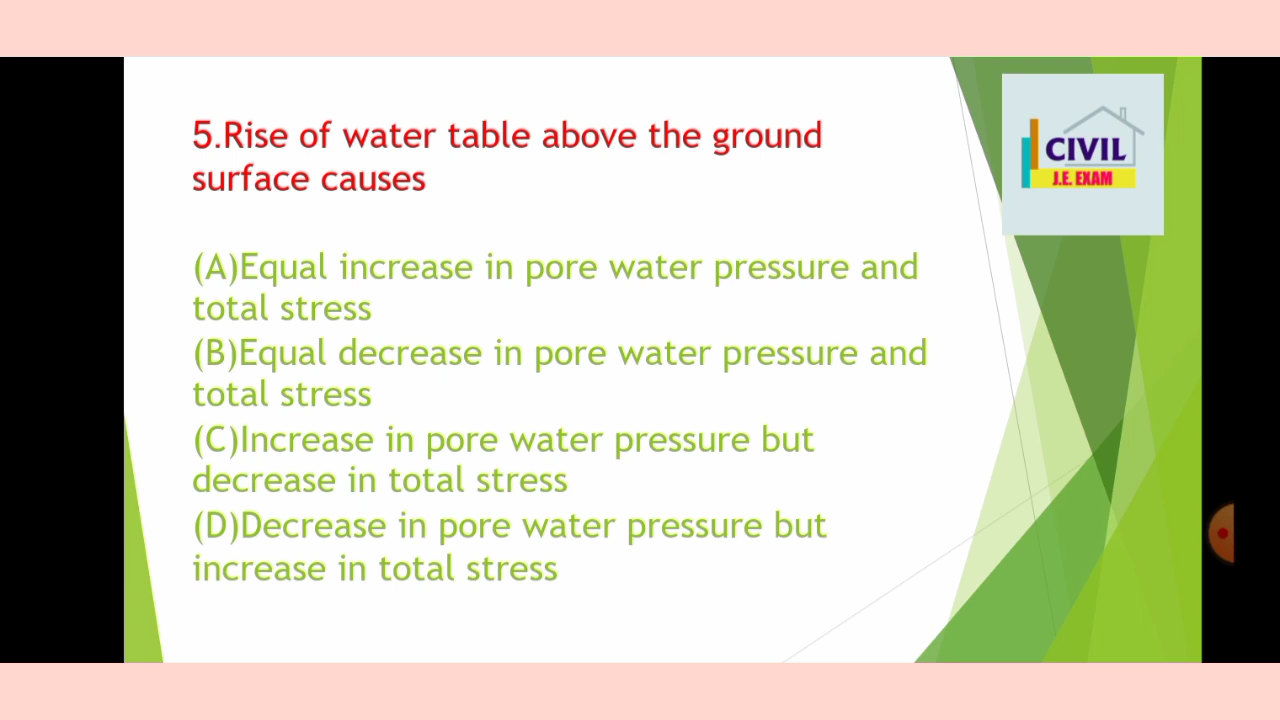 5.Rise of water table above the ground
surface causes
(A)Equal increase in pore water pressure and
total stress
(B)Equal decrease in pore water pressure and
total stress
(C)Increase in pore water pressure but
decrease in total stress
(D)Decrease in pore water pressure but
increase in total stress
CIVIL
J.E. EXAM